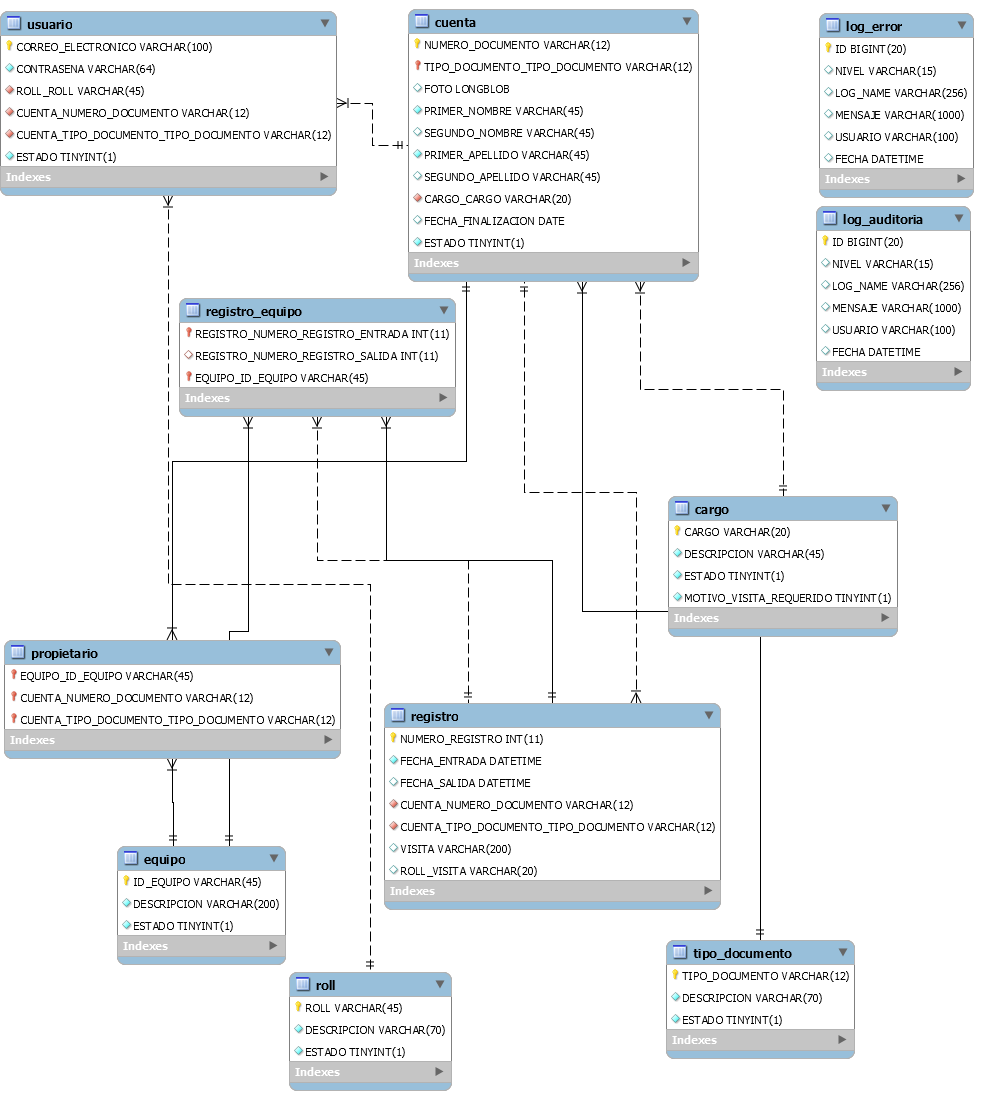 usuario
CORREO_ELECTRONICO VARCHAR(100)
CONTRASENA VARCHAR(64)
ROLL_ROLL VARCHAR(45)
CUENTA_NUMERO_DOCUMENTO VARCHAR(12)
CUENTA_TIPO_DOCUMENTO_TIPO_DOCUMENTO VARCHAR(12)
ESTADO TINYINT(1)
Indexes
cuenta
NUMERO_DOCUMENTO VARCHAR(12)
TIPO_DOCUMENTO_TIPO_DOCUMENTO VARCHAR(12)
FOTO LONGBLOB
PRIMER_NOMBRE VARCHAR(45)
SEGUNDO_NOMBRE VARCHAR(45)
PRIMER_APELLIDO VARCHAR(45)
SEGUNDO_APELLIDO VARCHAR(45)
CARGO_CARGO VARCHAR(20)
FECHA_FINALIZACION DATE
ESTADO TINYINT(1)
Indexes
log_error
ID BIGINT(20)
NIVEL VARCHAR(15)
LOG_NAME VARCHAR(256)
MENSAJE VARCHAR(1000)
USUARIO VARCHAR(100)
FECHA DATETIME
Indexes
log_auditoria
ID BIGINT(20)
NIVEL VARCHAR(15)
LOG_NAME VARCHAR(256)
MENSAJE VARCHAR(1000)
USUARIO VARCHAR(100)
FECHA DATETIME
Indexes
registro_equipo
REGISTRO_NUMERO_REGISTRO_ENTRADA INT(11)
REGISTRO_NUMERO_REGISTRO_SALIDA INT(11)
EQUIPO_ID_EQUIPO VARCHAR(45)
Indexes
cargo
CARGO VARCHAR(20)
DESCRIPCION VARCHAR(45)
ESTADO TINYINT(1)
MOTIVO_VISITA_REQUERIDO TINYINT(1)
Indexes
propietario
EQUIPO_ID_EQUIPO VARCHAR(45)
CUENTA_NUMERO_DOCUMENTO VARCHAR(12)
CUENTA_TIPO_DOCUMENTO_TIPO_DOCUMENTO VARCHAR(12)
Indexes
registro
NUMERO_REGISTRO INT(11)
FECHA_ENTRADA DATETIME
FECHA_SALIDA DATETIME
CUENTA_NUMERO_DOCUMENTO VARCHAR(12)
CUENTA_TIPO_DOCUMENTO_TIPO_DOCUMENTO VARCHAR(12)
VISITA VARCHAR(200)
ROLL_VISITA VARCHAR(20)
Indexes
equipo
ID_EQUIPO VARCHAR(45)
DESCRIPCION VARCHAR(200)
ESTADO TINYINT(1)
Indexes
roll
ROLL VARCHAR(45)
DESCRIPCION VARCHAR(70)
ESTADO TINYINT(1)
Indexes
tipo_documento
TIPO_DOCUMENTO VARCHAR(12)
DESCRIPCION VARCHAR(70)
ESTADO TINYINT(1)
Indexes